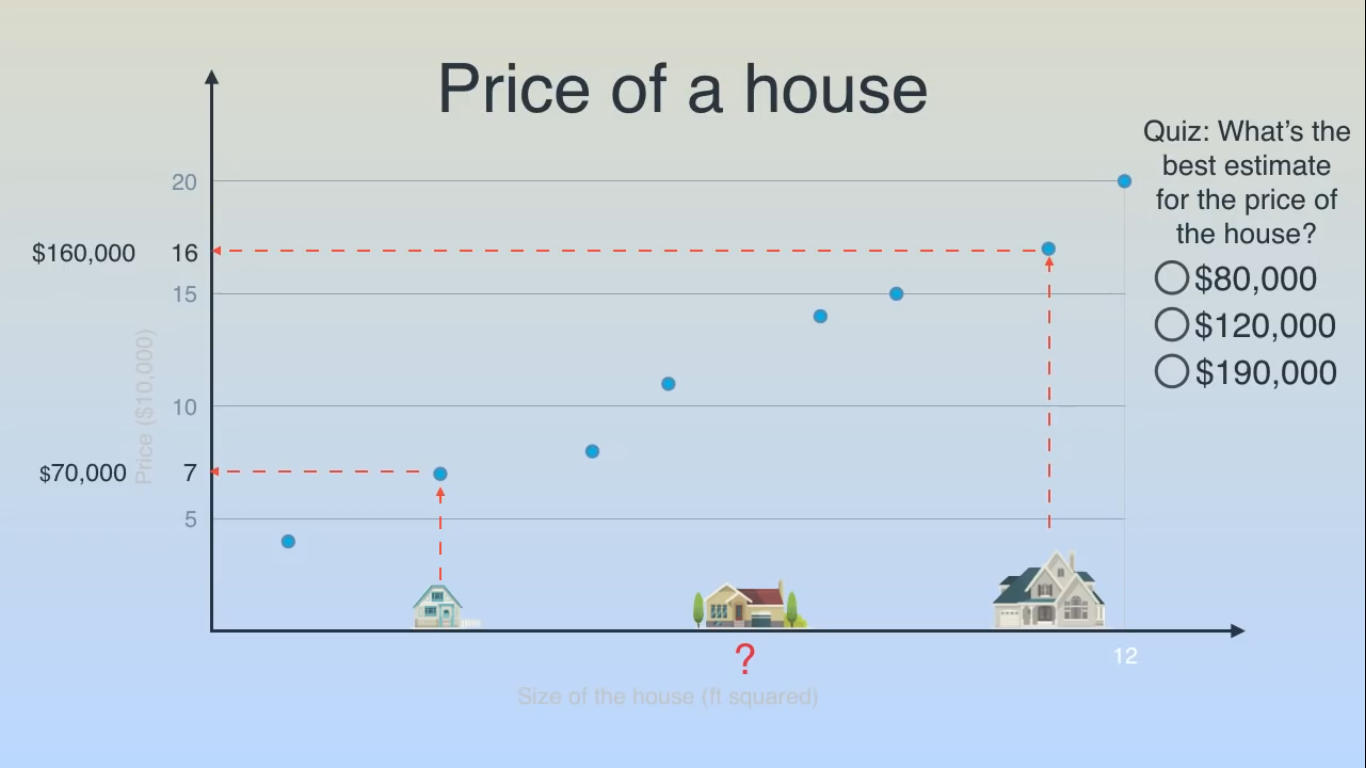 Price of a house
Quiz: What's the
best estimate
for the price of
the house?
$80,000
$120,000
$190,000
20
$160,000 16
15
10
$70,000 7
5
Price ($10,000)
?
12
Size of the house (ft squared)